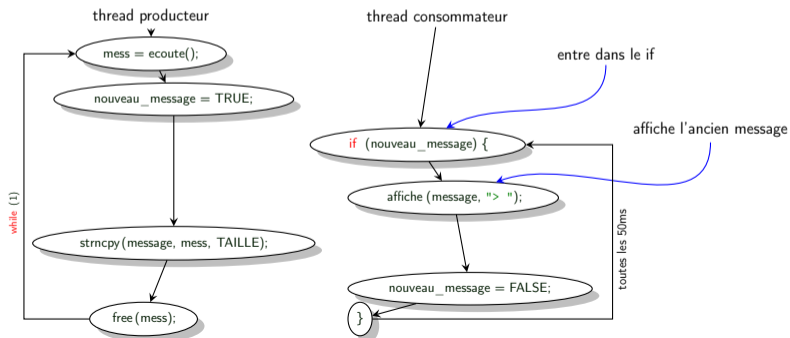 thread producteur
mess = ecoute();
nouveau_message = TRUE;
strncpy(message, mess, TAILLE);
free(mess);
while (1)
thread consommateur
entre dans le if
affiche l'ancien message
if (nouveau_message) {
affiche (message, "> ");
nouveau_message = FALSE;
}
toutes les 50ms